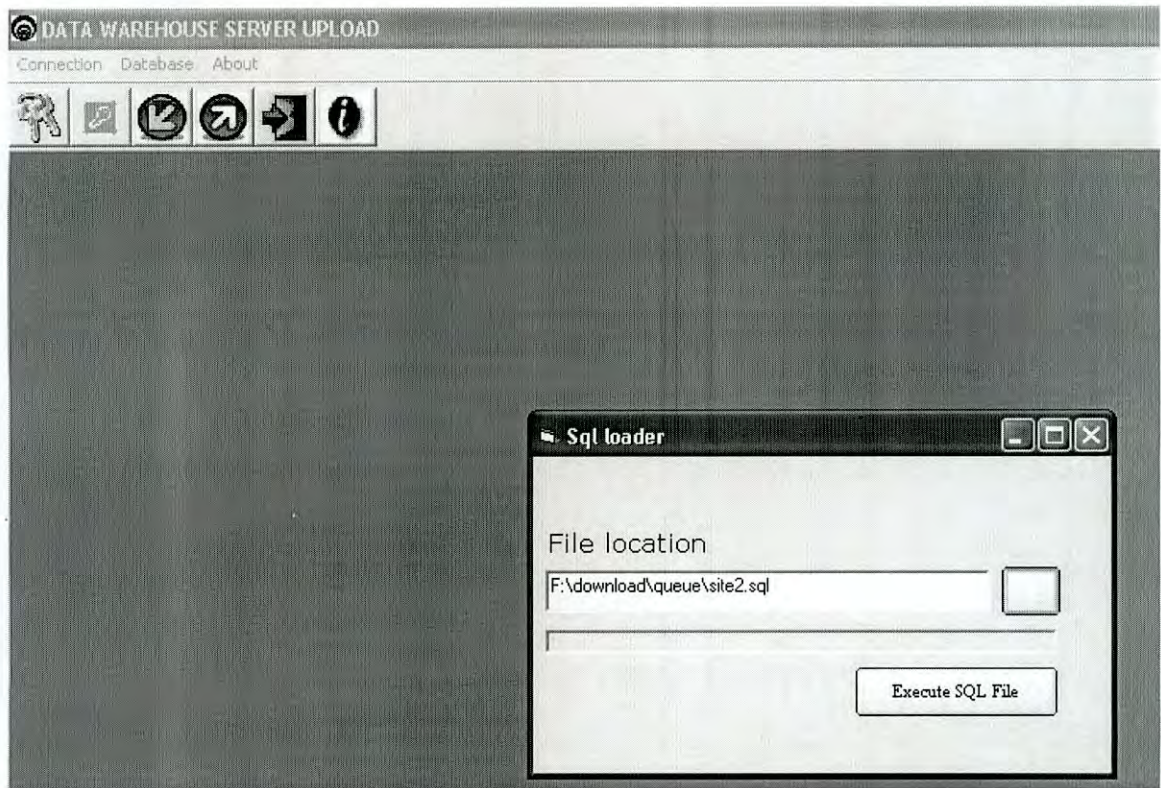 DATA WAREHOUSE SERVER UPLOAD
Connection Database About
i
Sql loader
File location
F:\download\queue\site2.sql
Execute SQL File